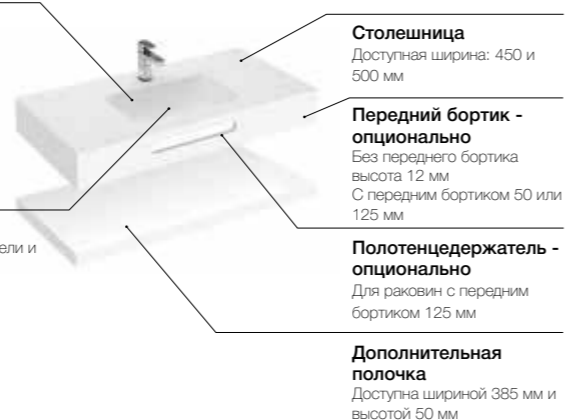 Столешница
Доступная ширина: 450 и
500 мм
Передний бортик -
опционально
Без переднего бортика
высота 12 мм
С передним бортиком 50 или
125 мм
ели и
Полотенцедержатель -
опционально
Для раковин с передним
бортиком 125 мм
Дополнительная
полочка
Доступна шириной 385 мм и
высотой 50 мм